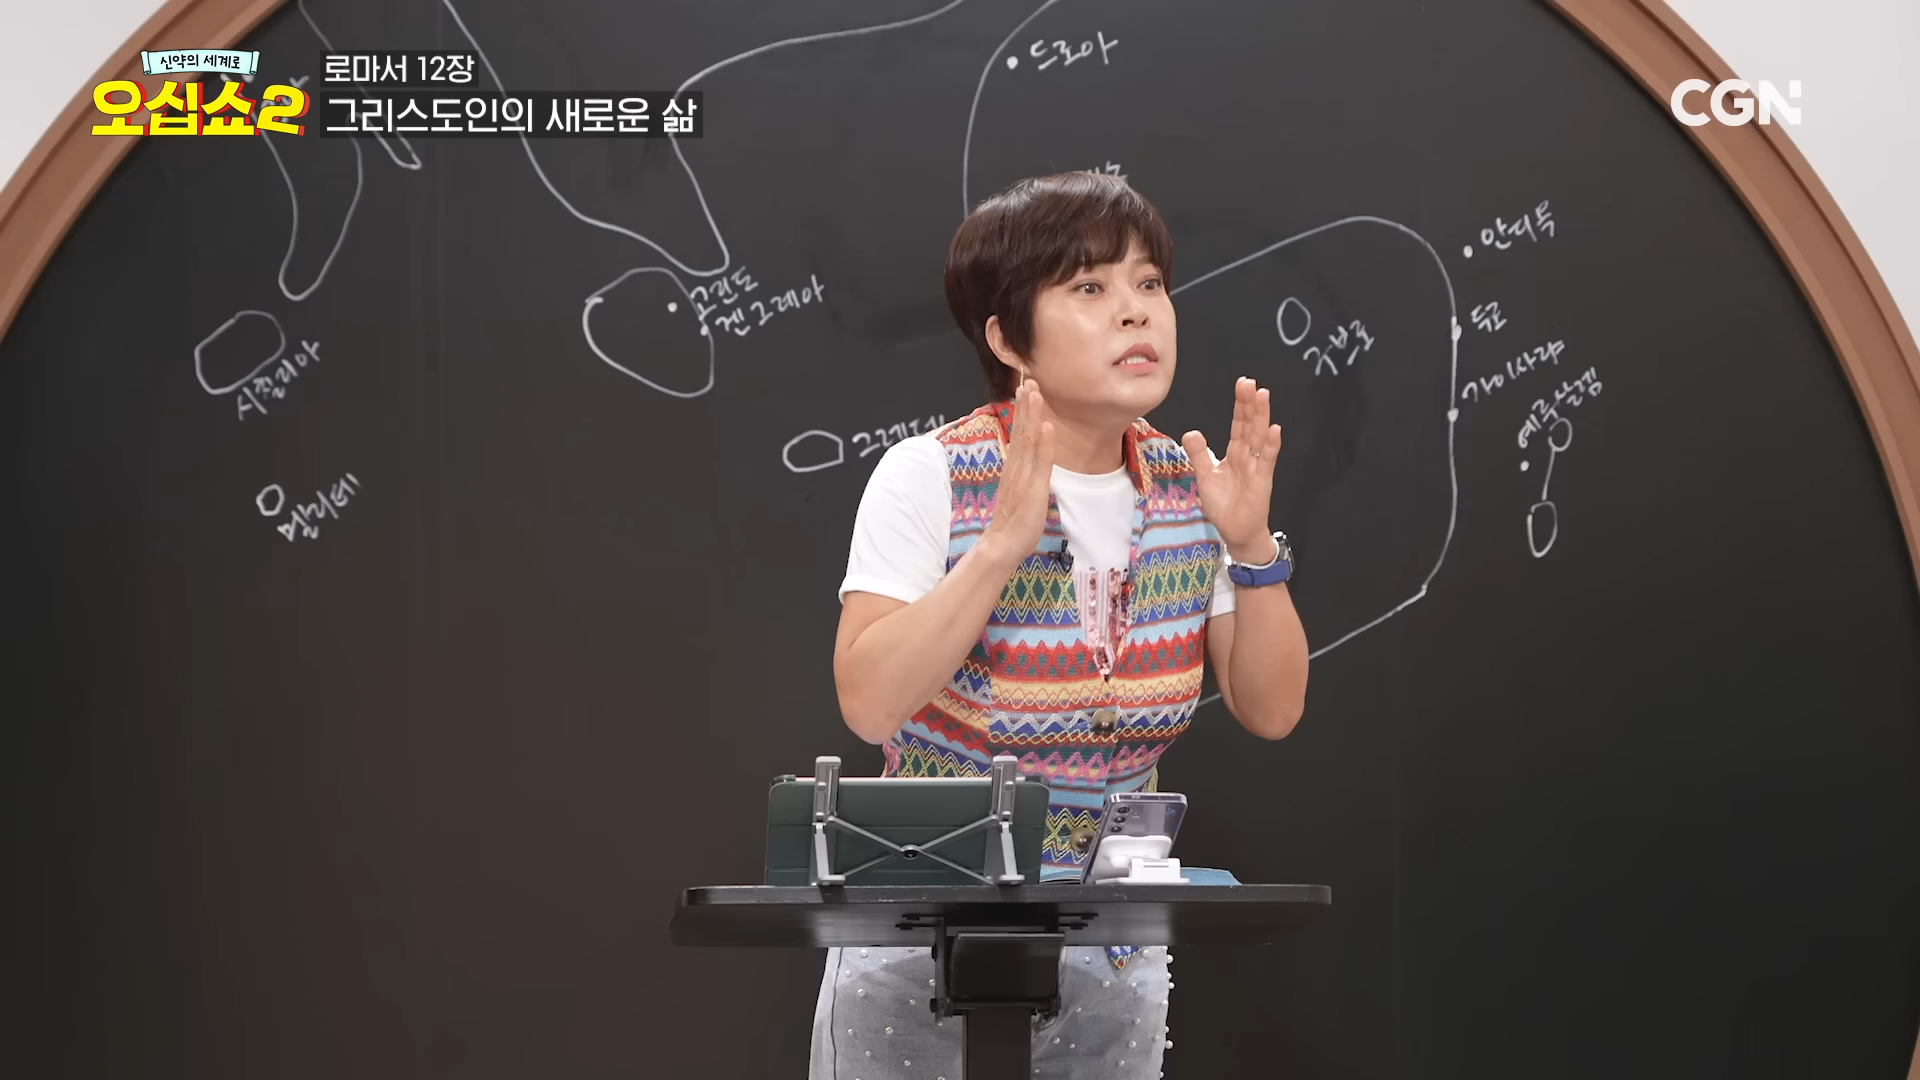 신약의 세계로
오십쇼2
로마서 12장
그리스도인의 새로운 삶
CGN
드로아
안디옥
고린도
겐그레아
두로
구브로
가이사랴
예루살렘
시칠리아
그레데
멜리데